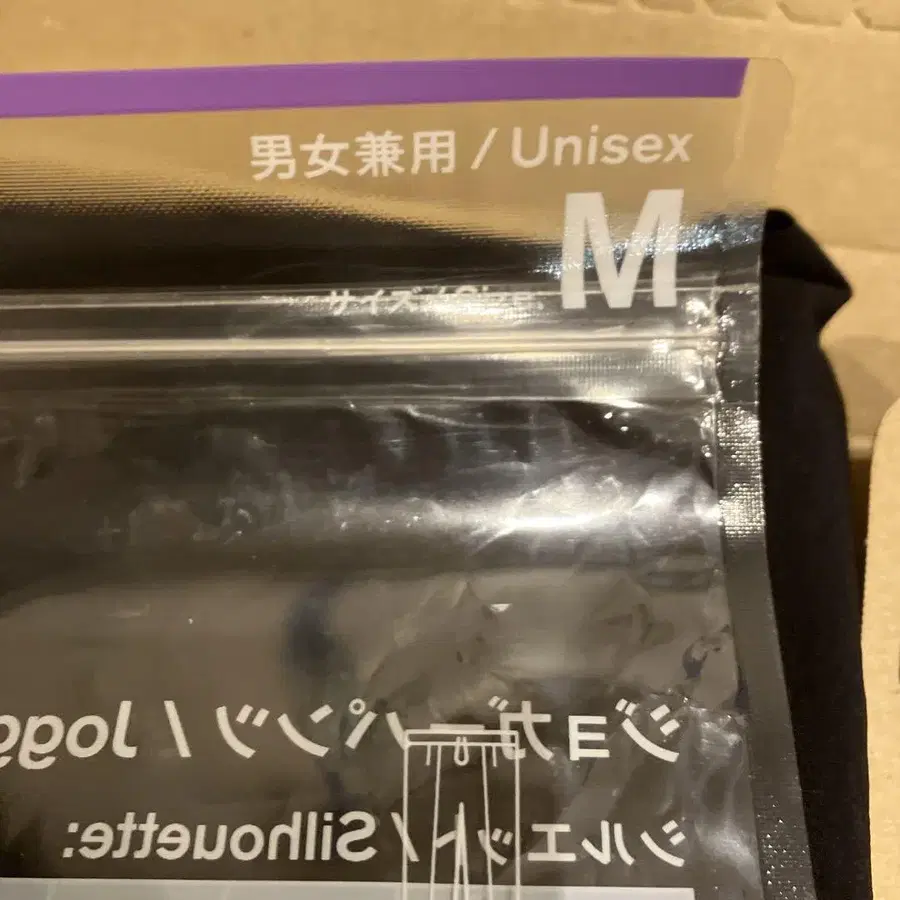 男女兼用 / Unisex
サイズ / Size M
ジョガーパンツ / Jogg
シルエット / Silhouette: